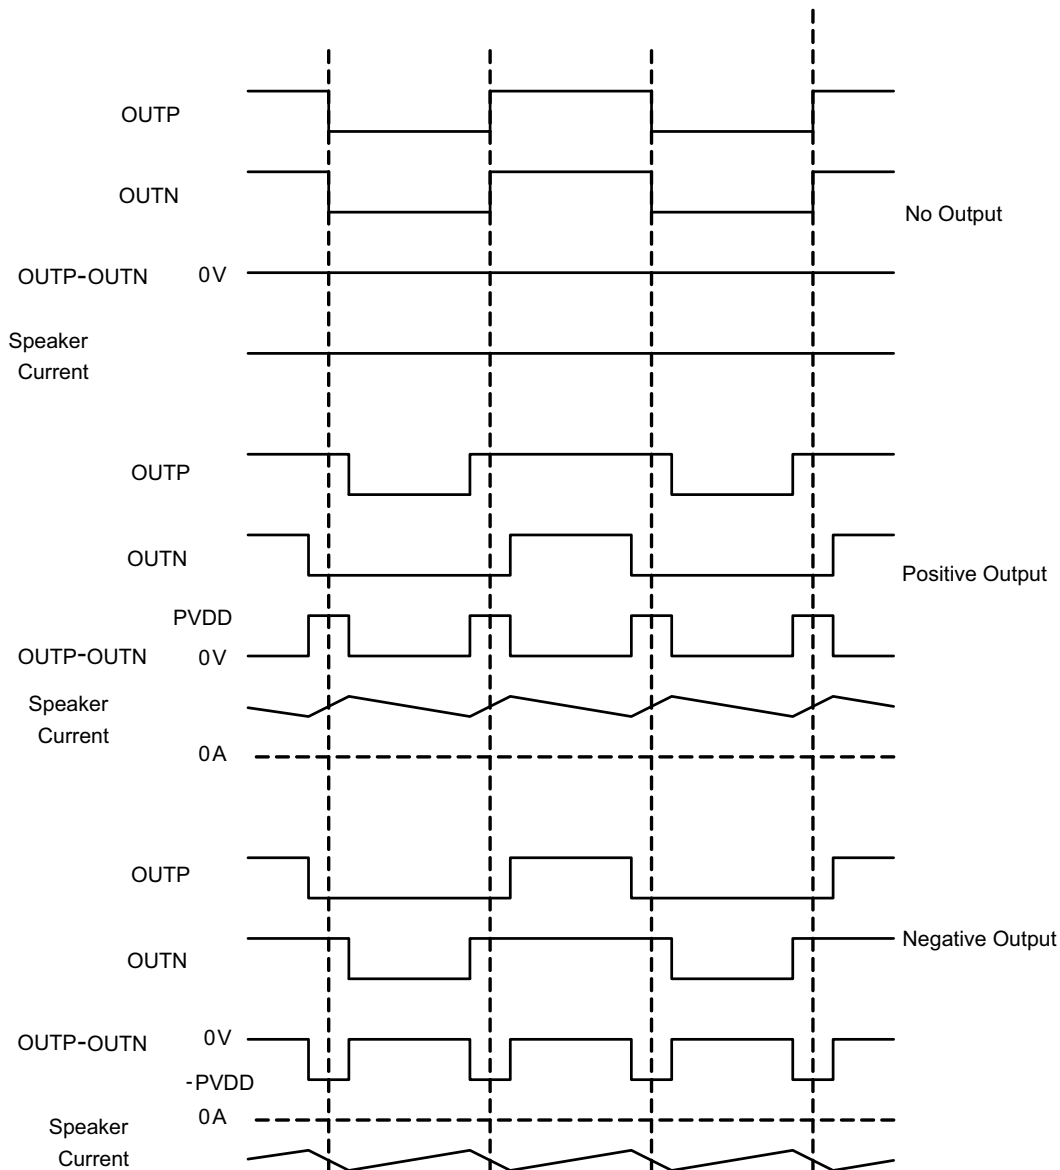 OUTP
OUTN
No Output
OUTP-OUTN 0V
Speaker
Current
OUTP
OUTN
Positive Output
PVDD
OUTP-OUTN 0V
Speaker
Current
0A
OUTP
Negative Output
OUTN
0V
OUTP-OUTN
-PVDD
0A
Speaker
Current